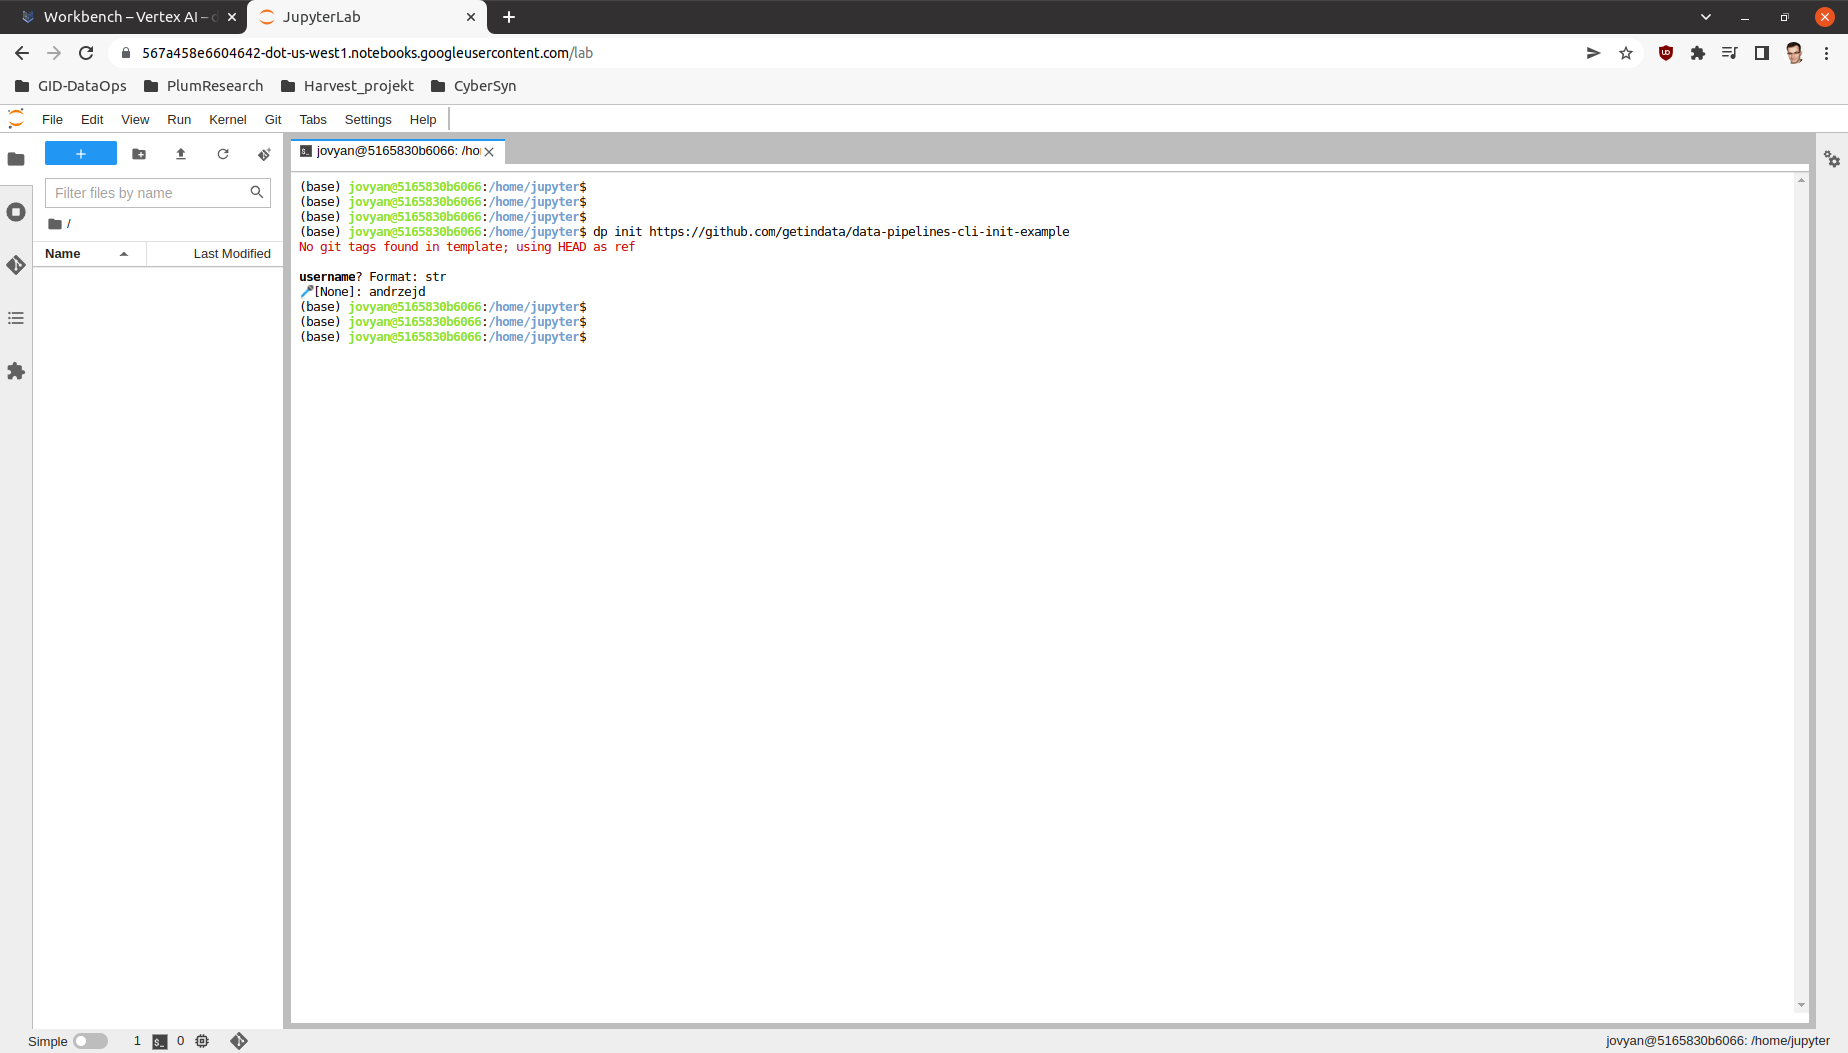 Workbench – Vertex AI – d
JupyterLab
567a458e6604642-dot-us-west1.notebooks.googleusercontent.com/lab
GID-DataOps PlumResearch Harvest_projekt CyberSyn
File Edit View Run Kernel Git Tabs Settings Help
jovyan@5165830b6066: /ho
Filter files by name
/
Name Last Modified
(base) jovyan@5165830b6066:/home/jupyter$
(base) jovyan@5165830b6066:/home/jupyter$
(base) jovyan@5165830b6066:/home/jupyter$
(base) jovyan@5165830b6066:/home/jupyter$ dp init https://github.com/getindata/data-pipelines-cli-init-example
No git tags found in template; using HEAD as ref
username? Format: str
🎤[None]: andrzejd
(base) jovyan@5165830b6066:/home/jupyter$
(base) jovyan@5165830b6066:/home/jupyter$
(base) jovyan@5165830b6066:/home/jupyter$
Simple 1 0
jovyan@5165830b6066: /home/jupyter